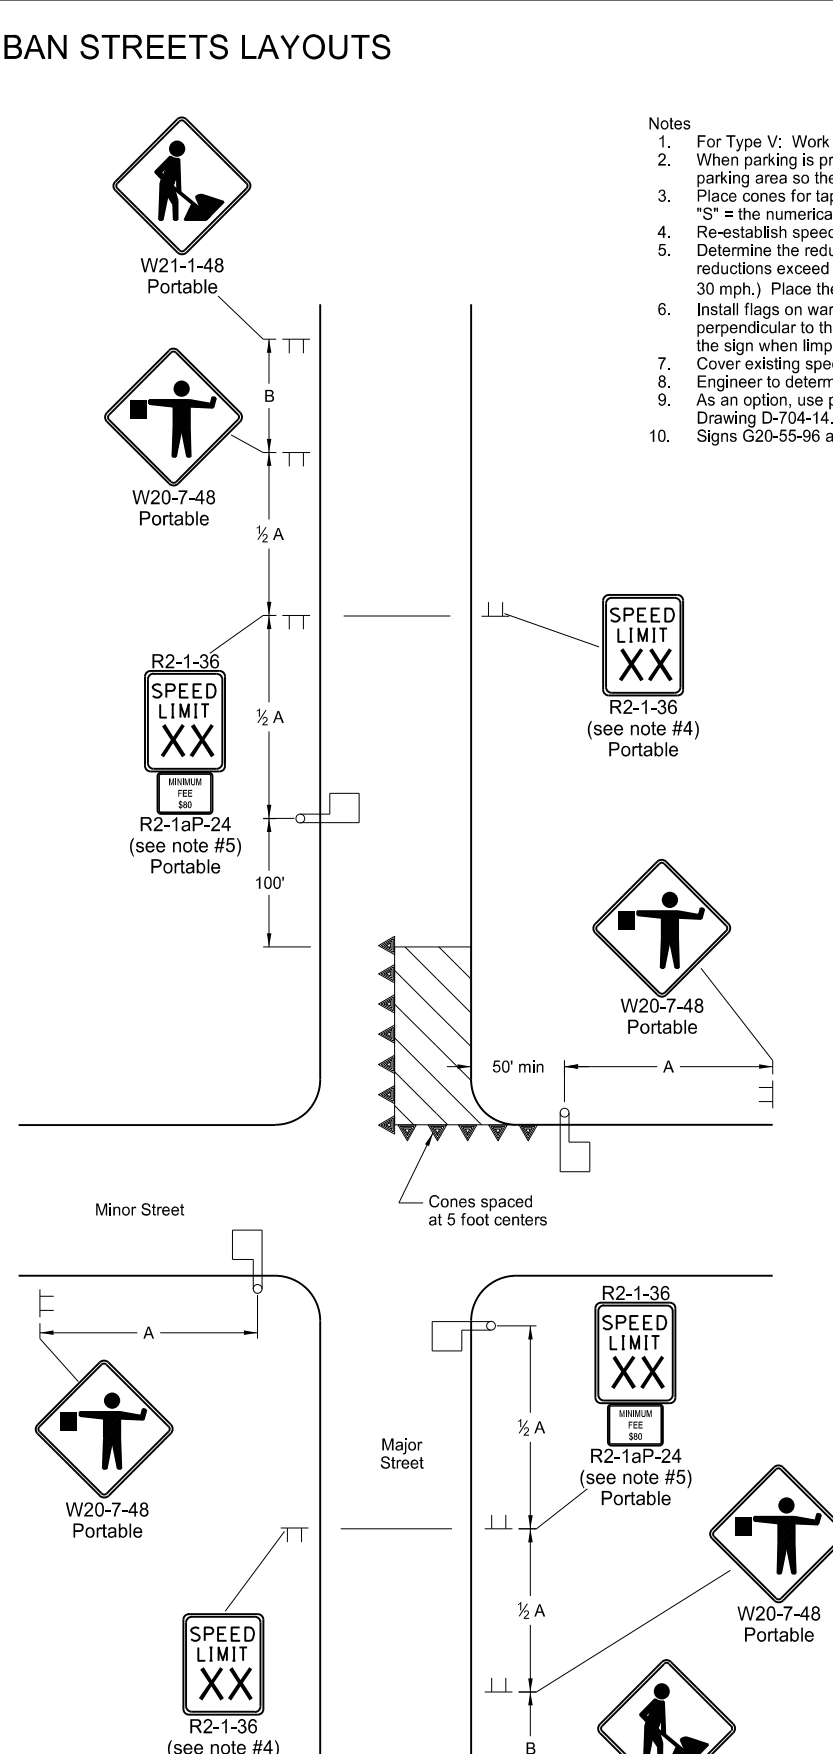 BAN STREETS LAYOUTS
Notes
1. For Type V: Work
2. When parking is pr
parking area so the
3. Place cones for tap
"S" = the numerica
4. Re-establish speed
5. Determine the redu
reductions exceed
30 mph.) Place the
6. Install flags on war
perpendicular to th
the sign when limp
7. Cover existing spee
8. Engineer to determ
9. As an option, use p
Drawing D-704-14.
10. Signs G20-55-96 a
W21-1-48
Portable
B
W20-7-48
Portable
½ A
R2-1-36
SPEED
LIMIT
XX
MINIMUM
FEE
$80
R2-1aP-24
(see note #5)
Portable
½ A
100'
SPEED
LIMIT
XX
R2-1-36
(see note #4)
Portable
W20-7-48
Portable
50' min
A
Cones spaced
at 5 foot centers
Minor Street
A
W20-7-48
Portable
R2-1-36
SPEED
LIMIT
XX
MINIMUM
FEE
$80
R2-1aP-24
(see note #5)
Portable
½ A
Major
Street
½ A
W20-7-48
Portable
SPEED
LIMIT
XX
R2-1-36
(see note #4)
B